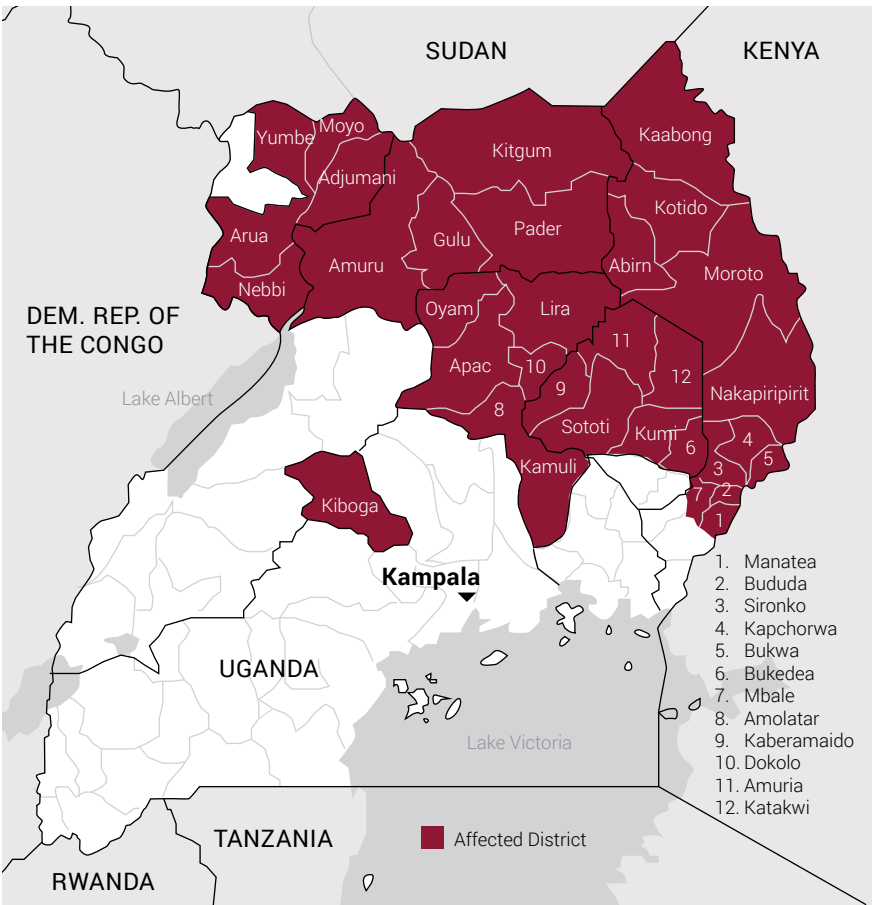 SUDAN
KENYA
Yumbe
Moyo
Kaabong
Kitgum
Adjumani
Kotido
Arua
Gulu
Pader
Amuru
Abirn
Moroto
Nebbi
DEM. REP. OF
THE CONGO
Oyam
Lira
11
Apac
10
12
Lake Albert
9
Nakapiripirit
8
Sototi
Kumi
6
4
5
3
Kamuli
7
2
1
Kiboga
Kampala
1. Manatea
2. Bududa
3. Sironko
4. Kapchorwa
5. Bukwa
6. Bukedea
7. Mbale
8. Amolatar
9. Kaberamaido
10. Dokolo
11. Amuria
12. Katakwi
UGANDA
Lake Victoria
TANZANIA
Affected District
RWANDA